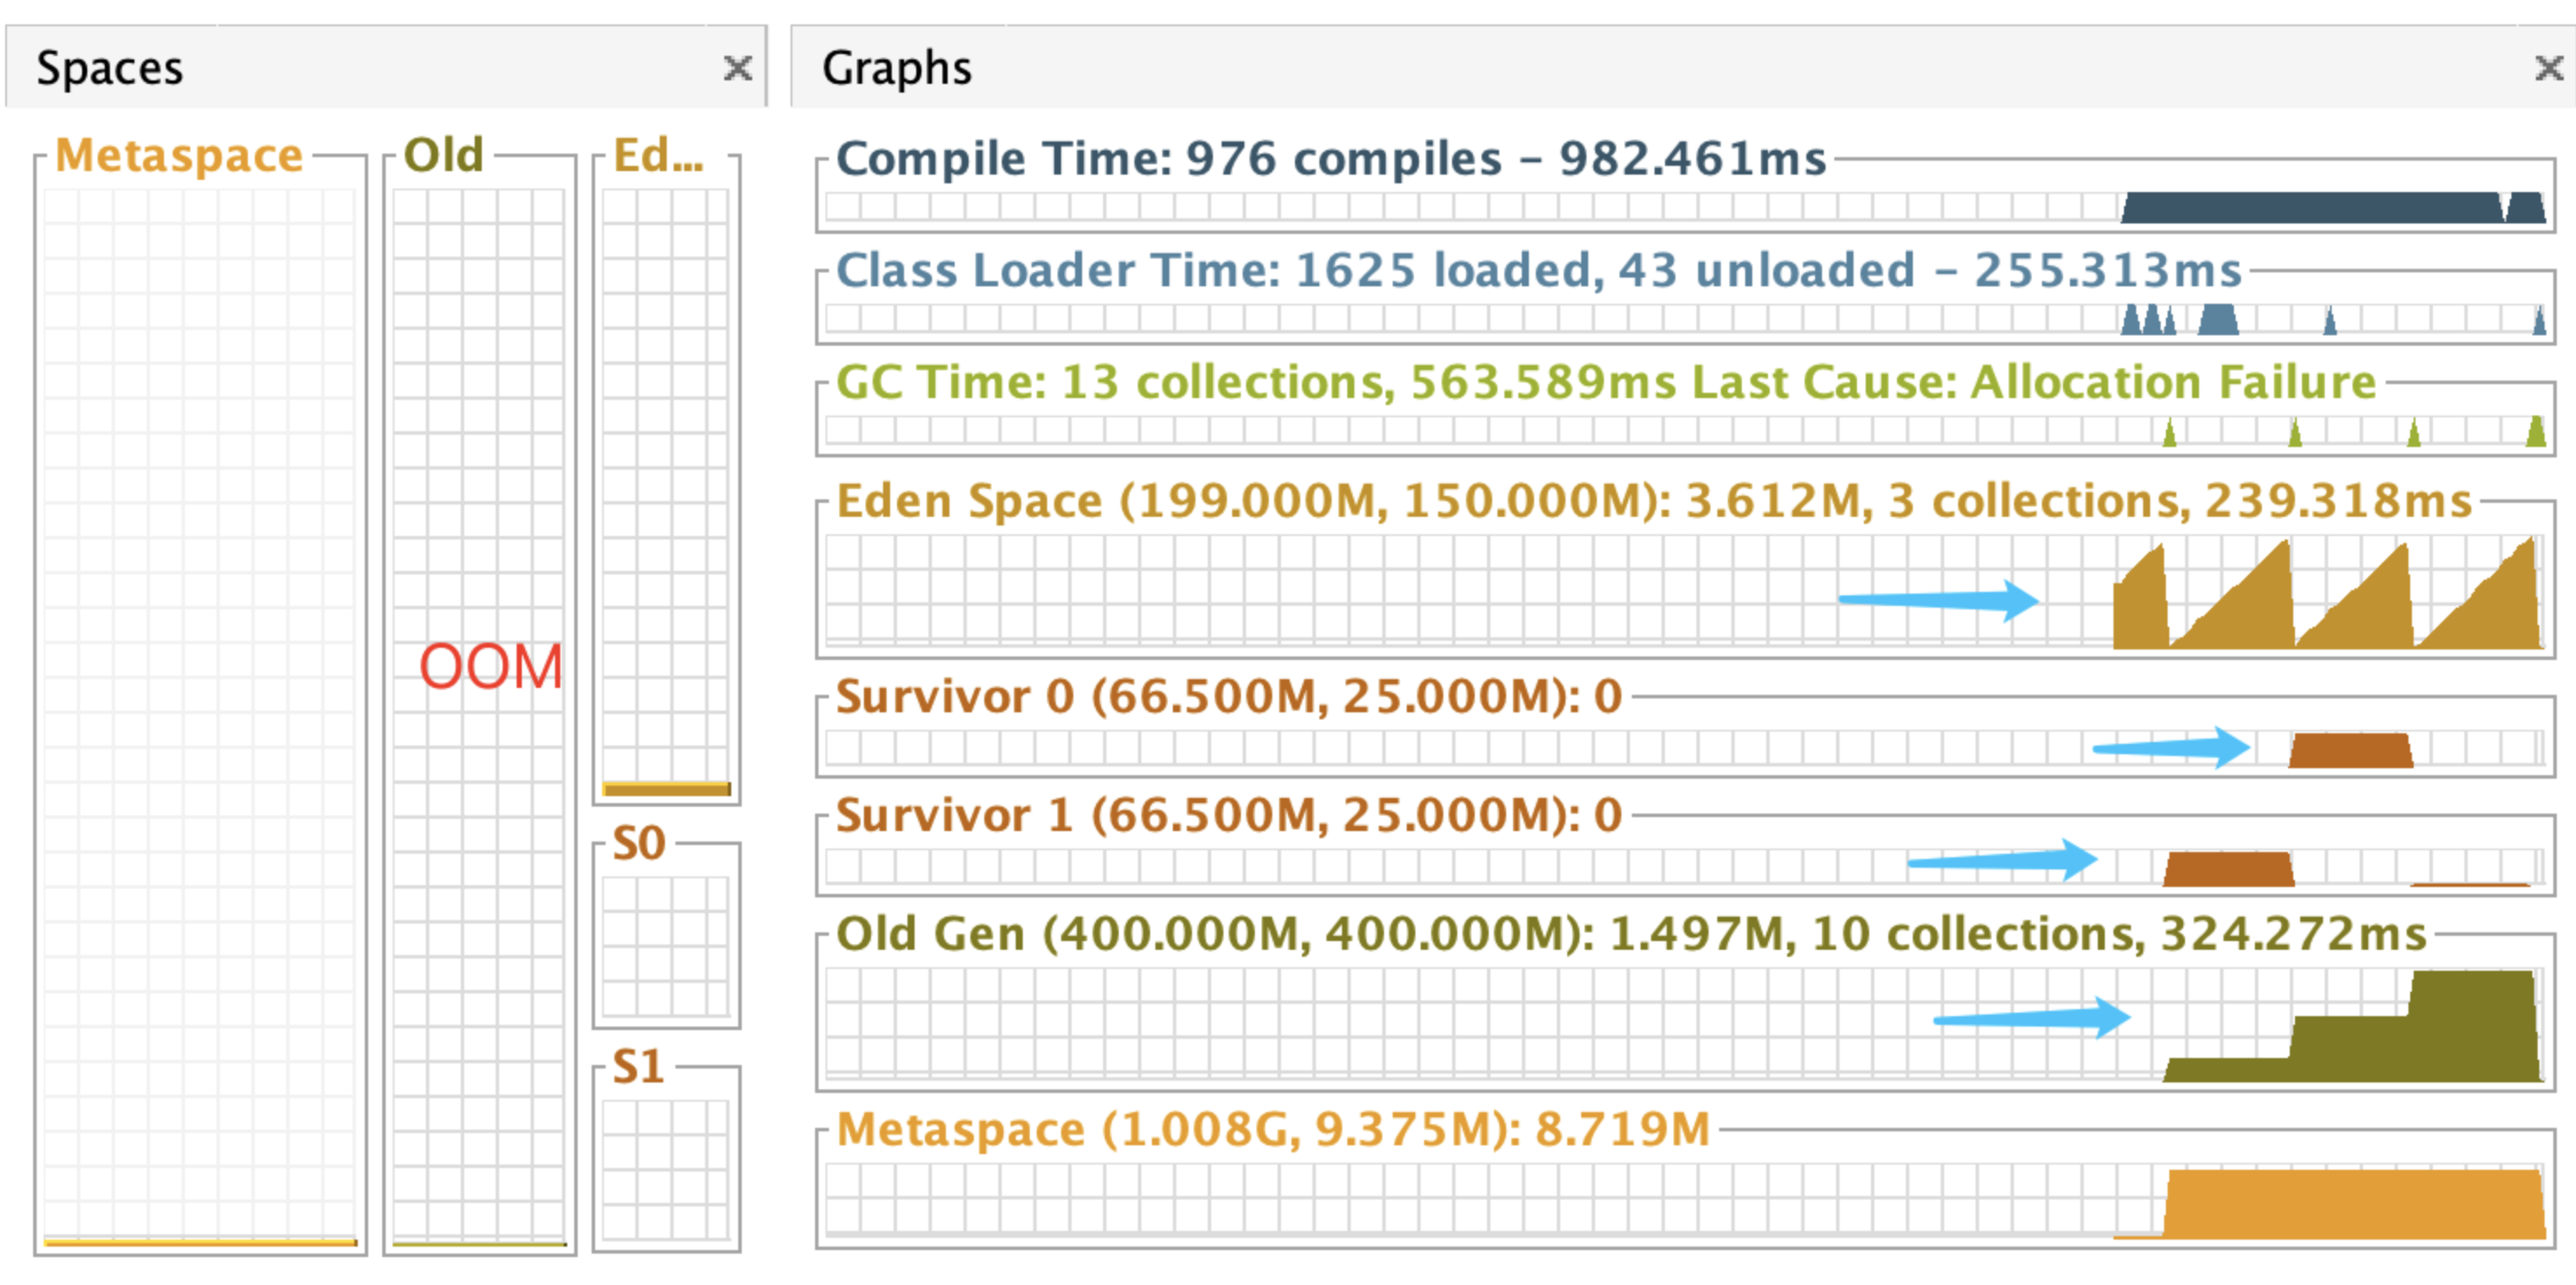 Spaces
Metaspace
Old
Ed...
OOM
S0
S1
Graphs
Compile Time: 976 compiles – 982.461ms
Class Loader Time: 1625 loaded, 43 unloaded – 255.313ms
GC Time: 13 collections, 563.589ms Last Cause: Allocation Failure
Eden Space (199.000M, 150.000M): 3.612M, 3 collections, 239.318ms
Survivor 0 (66.500M, 25.000M): 0
Survivor 1 (66.500M, 25.000M): 0
Old Gen (400.000M, 400.000M): 1.497M, 10 collections, 324.272ms
Metaspace (1.008G, 9.375M): 8.719M